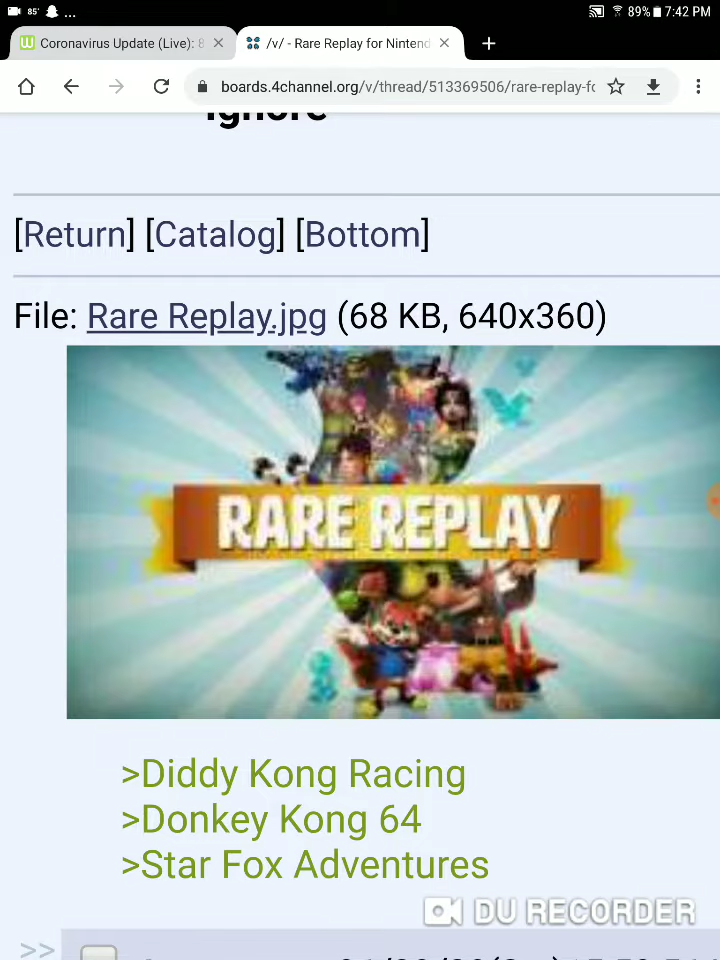 85°
...
89% 7:42 PM
Coronavirus Update (Live): 8
/v/ - Rare Replay for Nintend
boards.4channel.org/v/thread/513369506/rare-replay-fo
Ignore
[Return] [Catalog] [Bottom]
File: Rare Replay.jpg (68 KB, 640x360)
RARE REPLAY
>Diddy Kong Racing
>Donkey Kong 64
>Star Fox Adventures
DU RECORDER
>>